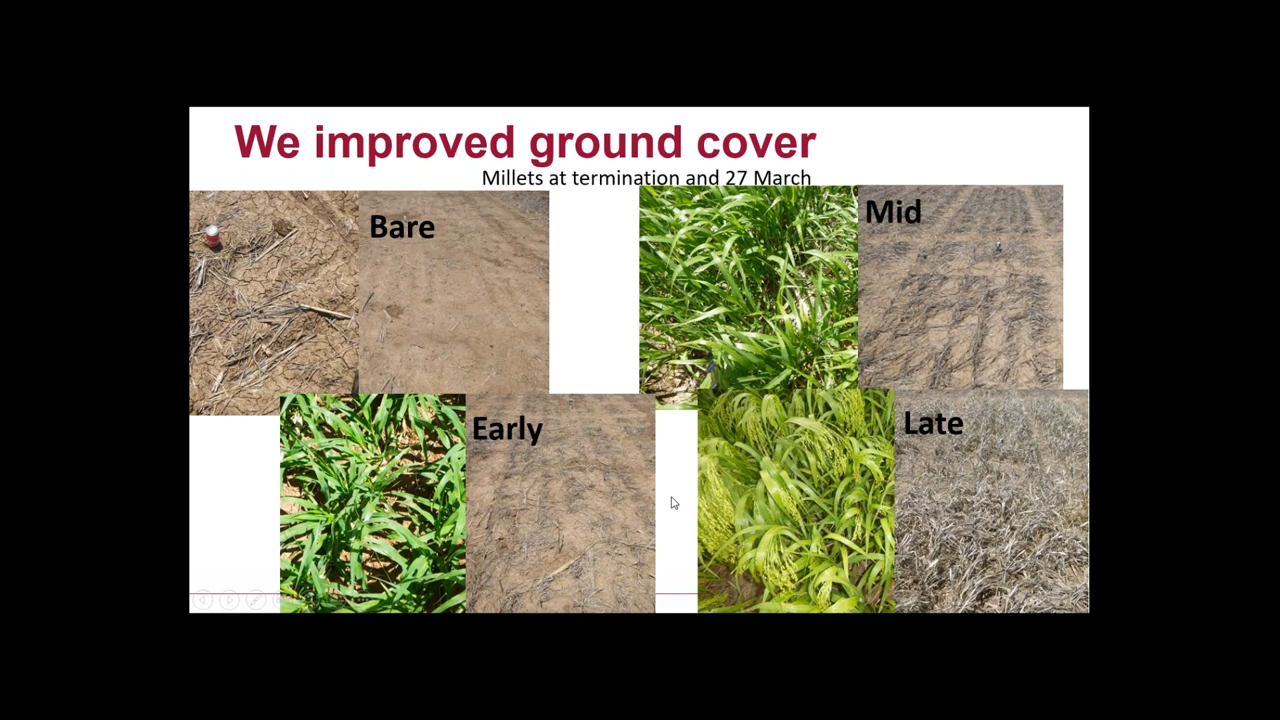 We improved ground cover
Millets at termination and 27 March
Bare
Mid
Early
Late